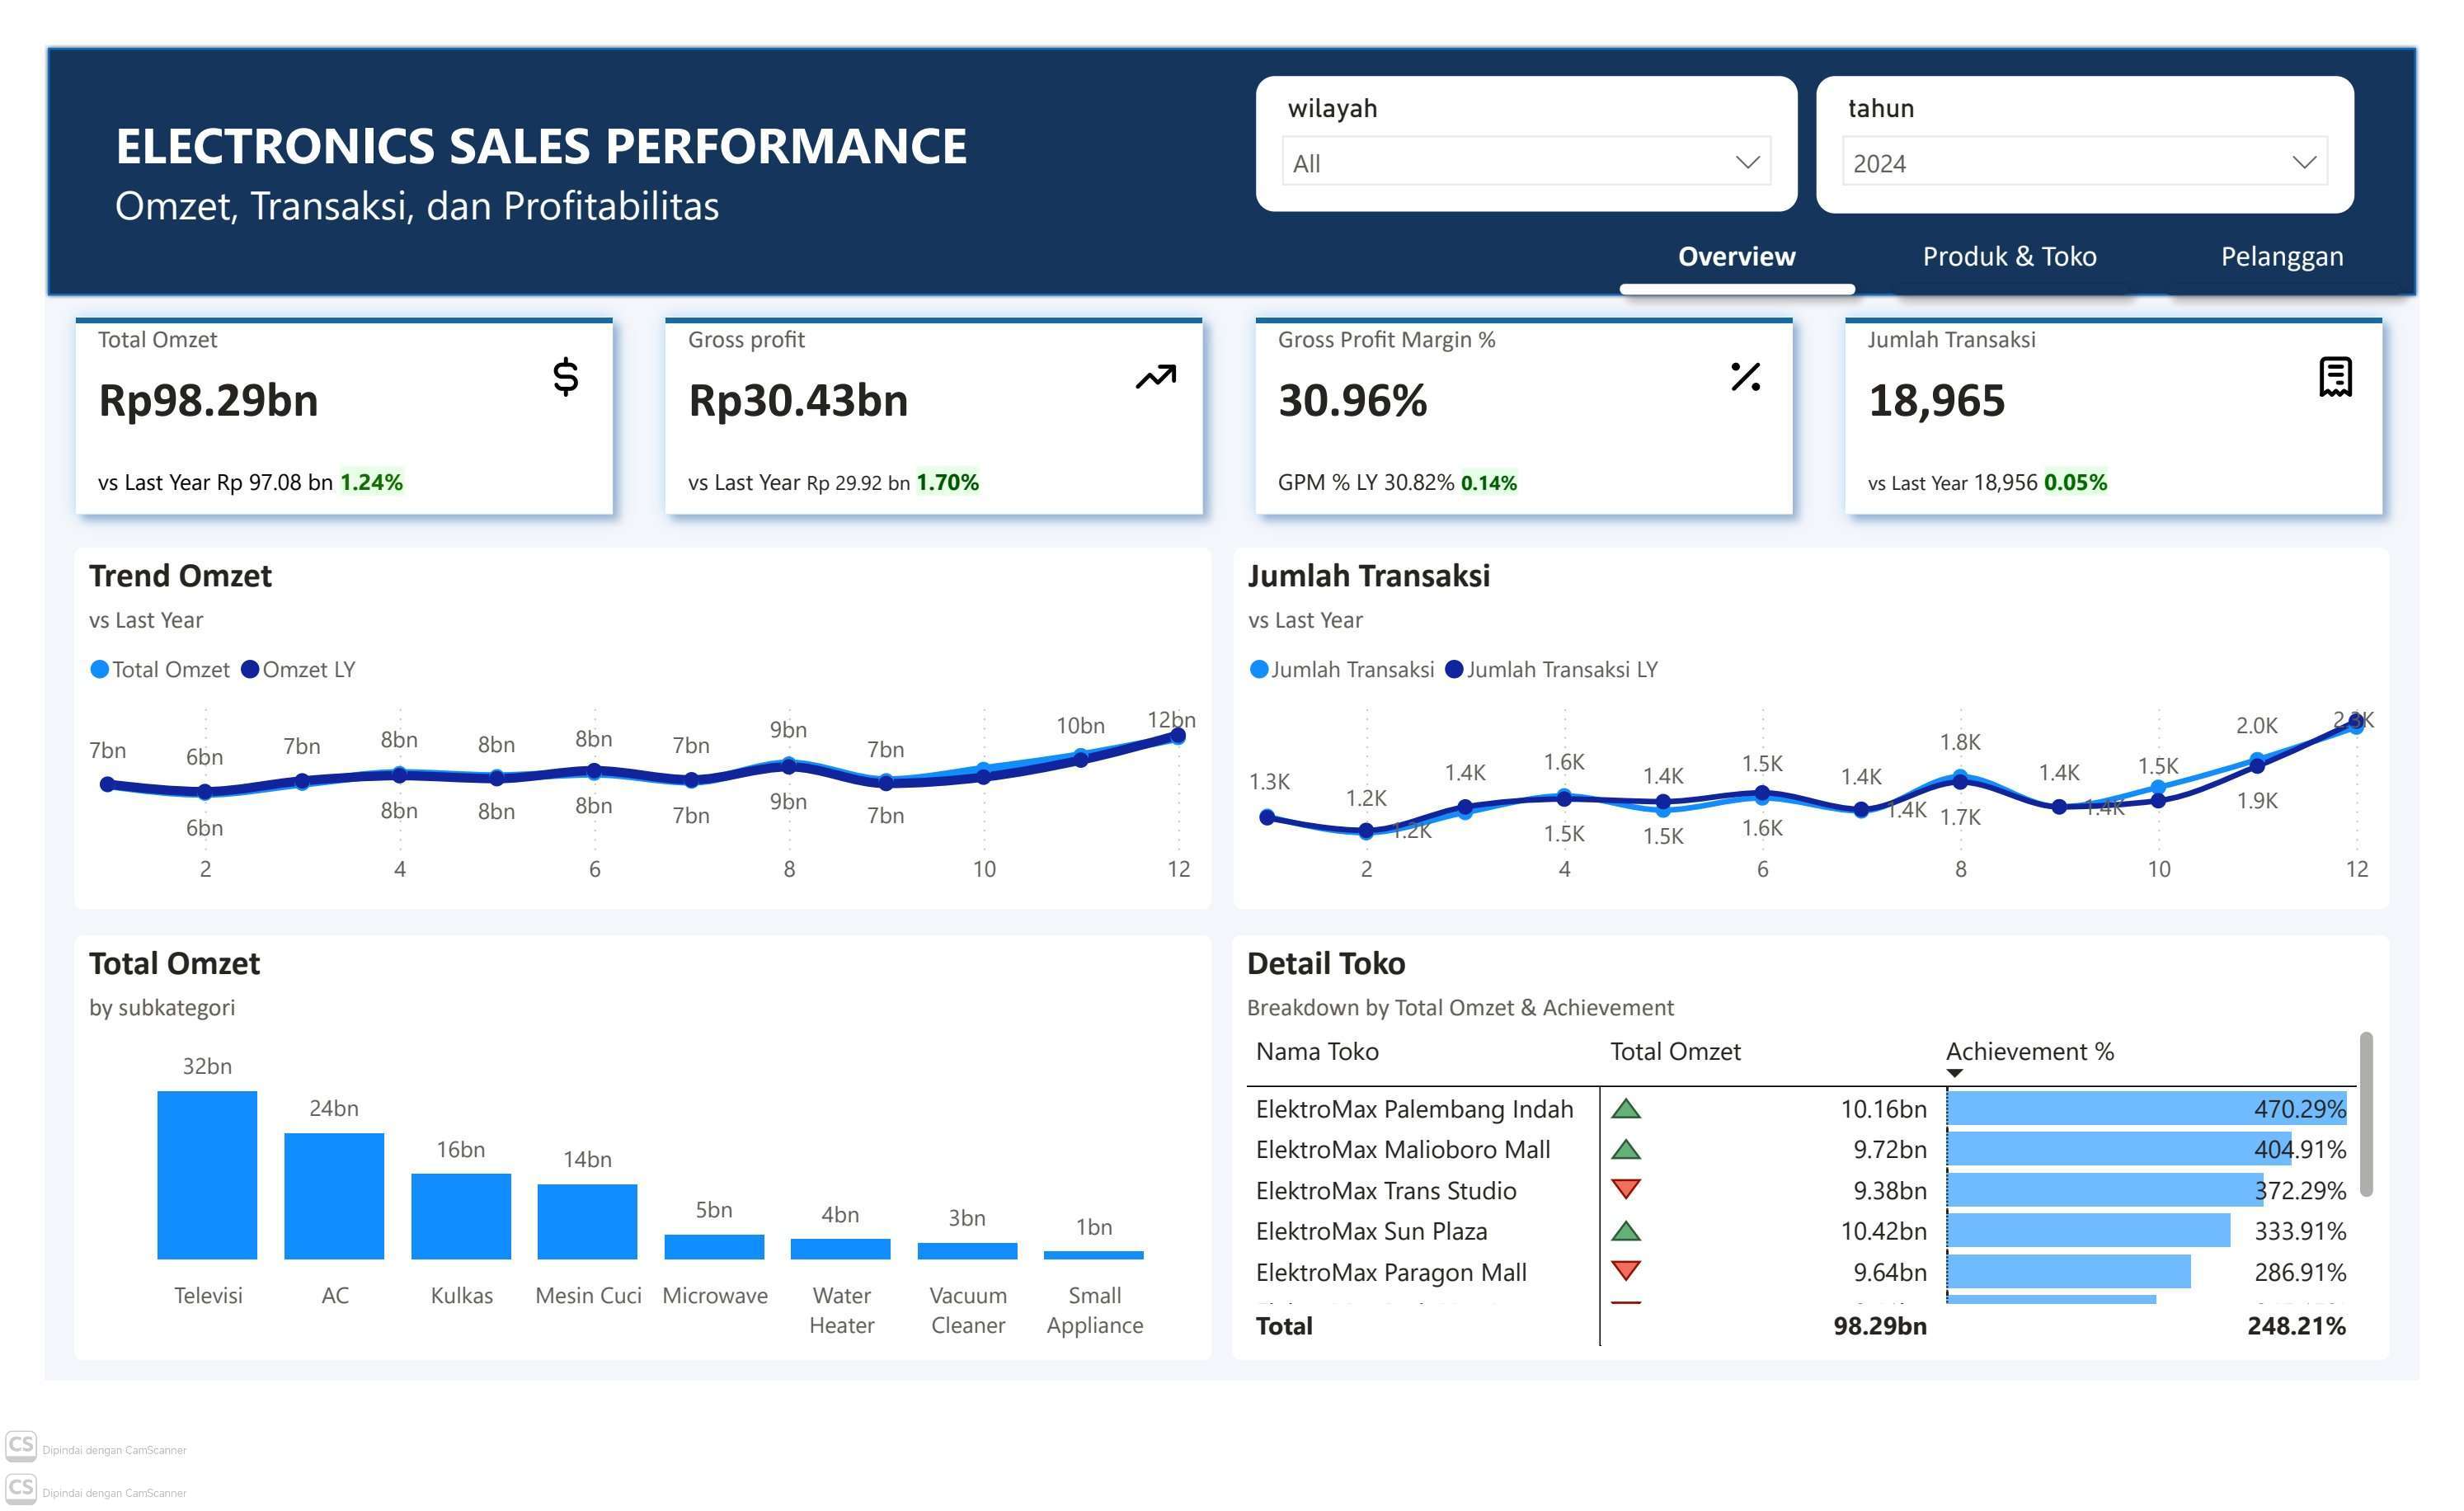 ELECTRONICS SALES PERFORMANCE
Omzet, Transaksi, dan Profitabilitas
wilayah
All
tahun
2024
Overview Produk & Toko Pelanggan
Total Omzet
Rp98.29bn
vs Last Year Rp 97.08 bn 1.24%
Gross profit
Rp30.43bn
vs Last Year Rp 29.92 bn 1.70%
Gross Profit Margin %
30.96%
GPM % LY 30.82% 0.14%
Jumlah Transaksi
18,965
vs Last Year 18,956 0.05%
Trend Omzet
vs Last Year
Total Omzet Omzet LY
7bn 6bn 7bn 8bn 8bn 8bn 7bn 9bn 7bn 10bn 12bn
6bn 8bn 8bn 8bn 7bn 9bn 7bn
2 4 6 8 10 12
Jumlah Transaksi
vs Last Year
Jumlah Transaksi Jumlah Transaksi LY
1.3K 1.2K 1.4K 1.6K 1.4K 1.5K 1.4K 1.8K 1.4K 1.5K 2.0K 2.3K
1.2K 1.5K 1.5K 1.6K 1.4K 1.7K 1.4K 1.9K
2 4 6 8 10 12
Total Omzet
by subkategori
32bn 24bn 16bn 14bn 5bn 4bn 3bn 1bn
Televisi AC Kulkas Mesin Cuci Microwave Water Vacuum Small
Heater Cleaner Appliance
Detail Toko
Breakdown by Total Omzet & Achievement
Nama Toko Total Omzet Achievement %
ElektroMax Palembang Indah 10.16bn 470.29%
ElektroMax Malioboro Mall 9.72bn 404.91%
ElektroMax Trans Studio 9.38bn 372.29%
ElektroMax Sun Plaza 10.42bn 333.91%
ElektroMax Paragon Mall 9.64bn 286.91%
Total 98.29bn 248.21%
CS Dipindai dengan CamScanner
CS Dipindai dengan CamScanner